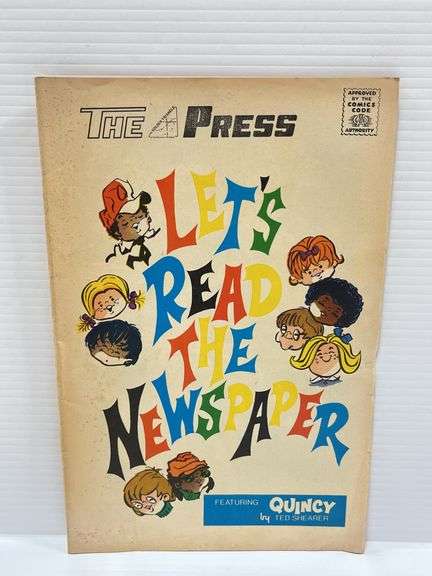 THE PRESS
APPROVED
BY THE
COMICS
CODE
AUTHORITY
LET'S
READ
THE
NEWSPAPER
FEATURING QUINCY
by TED SHEARER